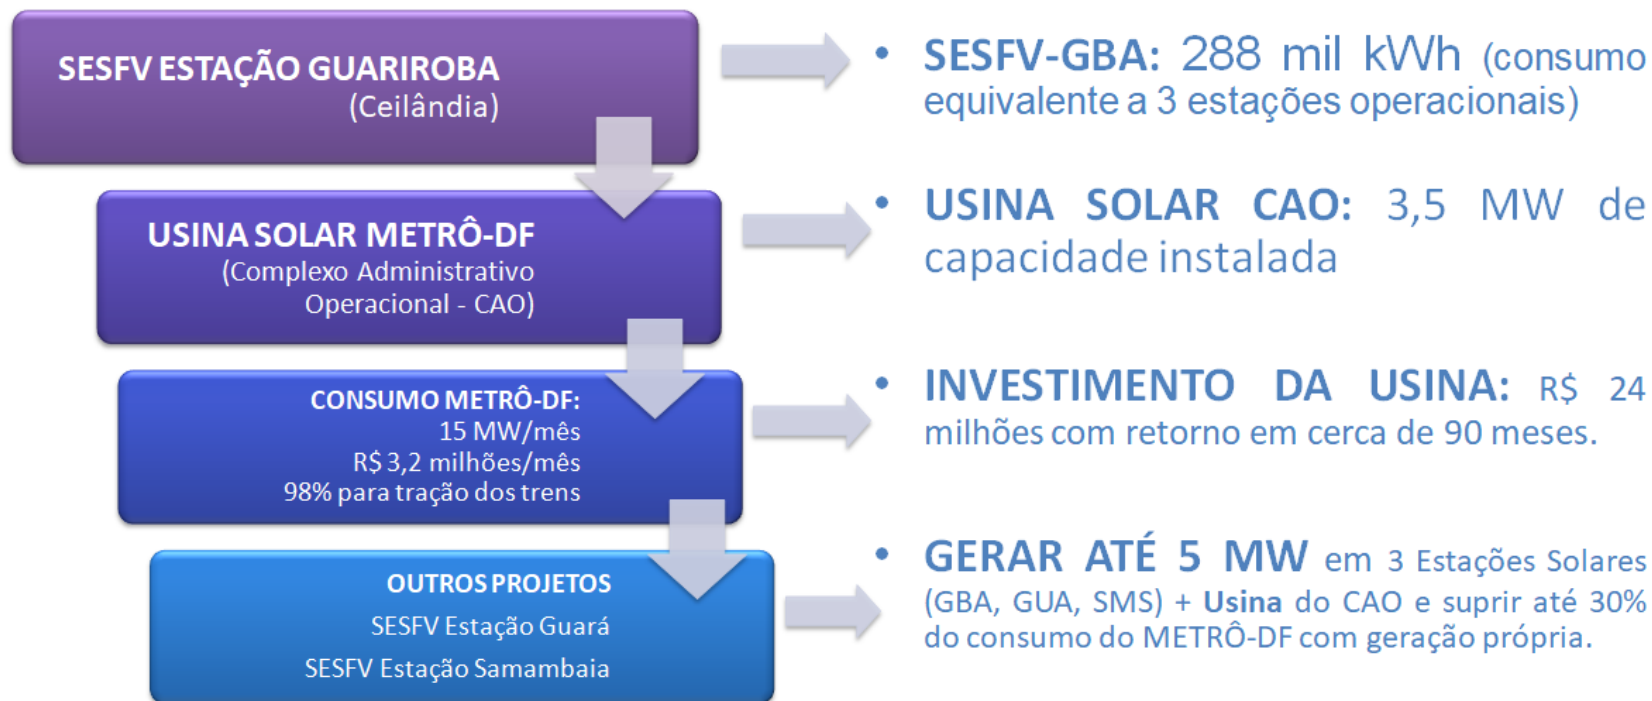 SESFV ESTAÇÃO GUARIROBA
(Ceilândia)
• SESFV-GBA: 288 mil kWh (consumo
equivalente a 3 estações operacionais)
USINA SOLAR METRÔ-DF
(Complexo Administrativo
Operacional - CAO)
• USINA SOLAR CAO: 3,5 MW de
capacidade instalada
CONSUMO METRÔ-DF:
15 MW/mês
R$ 3,2 milhões/mês
98% para tração dos trens
• INVESTIMENTO DA USINA: R$ 24
milhões com retorno em cerca de 90 meses.
OUTROS PROJETOS
SESFV Estação Guará
SESFV Estação Samambaia
• GERAR ATÉ 5 MW em 3 Estações Solares
(GBA, GUA, SMS) + Usina do CAO e suprir até 30%
do consumo do METRÔ-DF com geração própria.